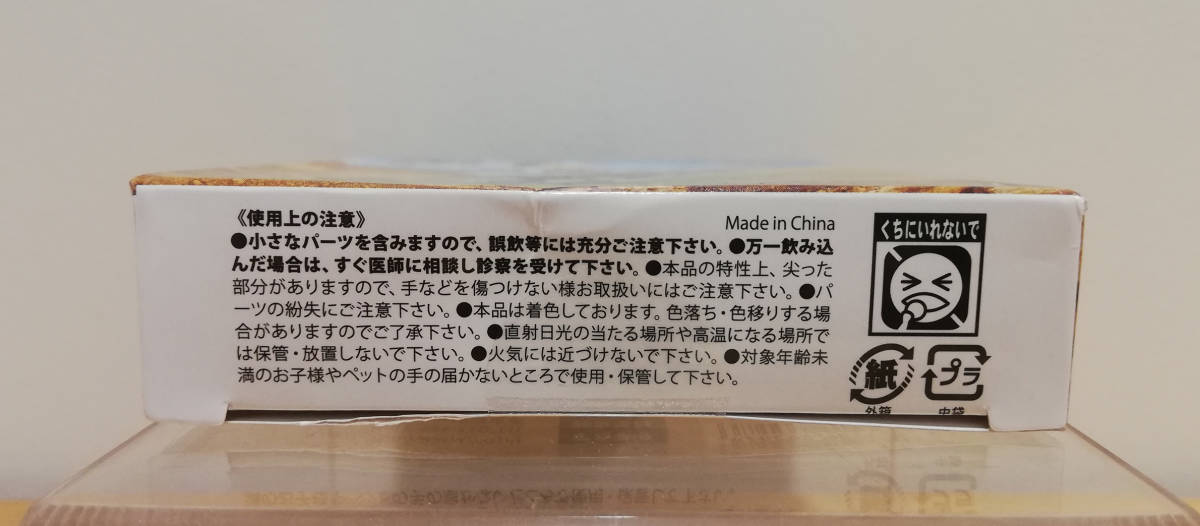 《使用上の注意》
Made in China
●小さなパーツを含みますので、誤飲等には充分ご注意下さい。●万一飲み込
んだ場合は、すぐ医師に相談し診察を受けて下さい。●本品の特性上、尖った
部分がありますので、手などを傷つけない様お取扱いにはご注意下さい。●パ
ーツの紛失にご注意下さい。●本品は着色しております。色落ち・色移りする場
合がありますのでご了承下さい。●直射日光の当たる場所や高温になる場所で
は保管・放置しないで下さい。●火気には近づけないで下さい。●対象年齢未
満のお子様やペットの手の届かないところで使用・保管して下さい。
くちにいれないで
紙
外箱
プラ
内袋